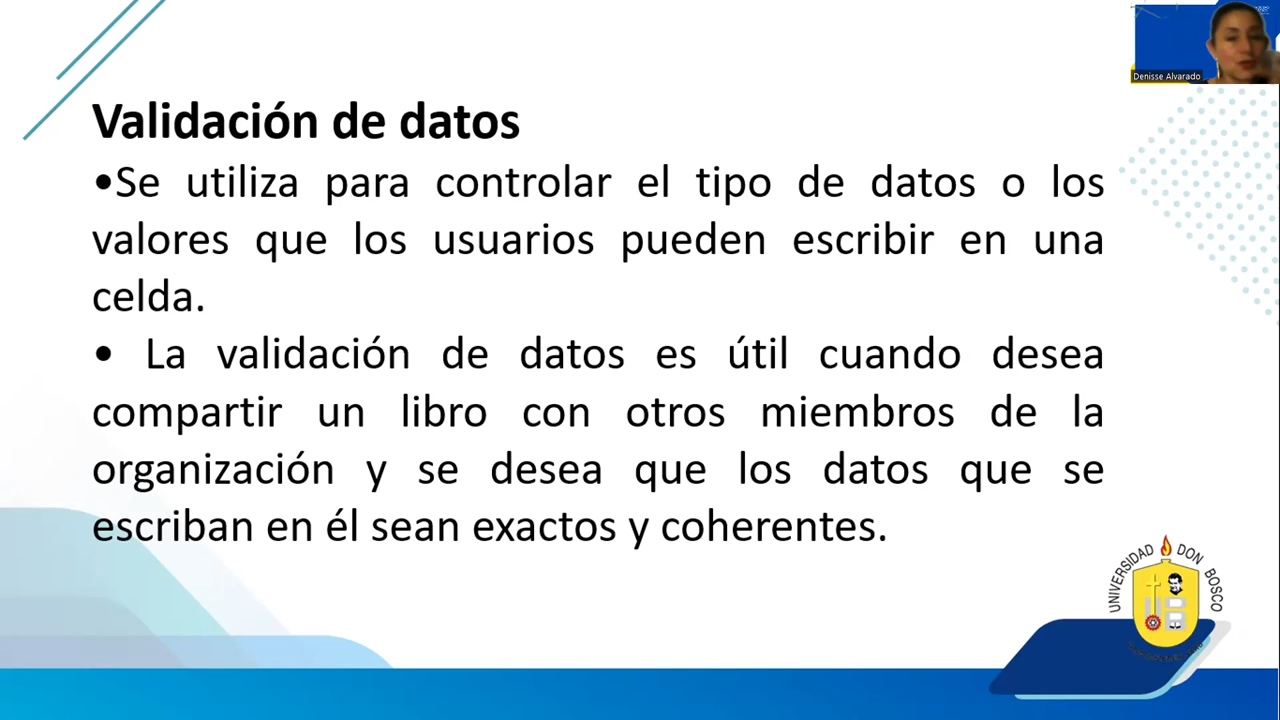 Denisse Alvarado
Validación de datos
•Se utiliza para controlar el tipo de datos o los
valores que los usuarios pueden escribir en una
celda.
• La validación de datos es útil cuando desea
compartir un libro con otros miembros de la
organización y se desea que los datos que se
escriban en él sean exactos y coherentes.
UNIVERSIDAD DON BOSCO